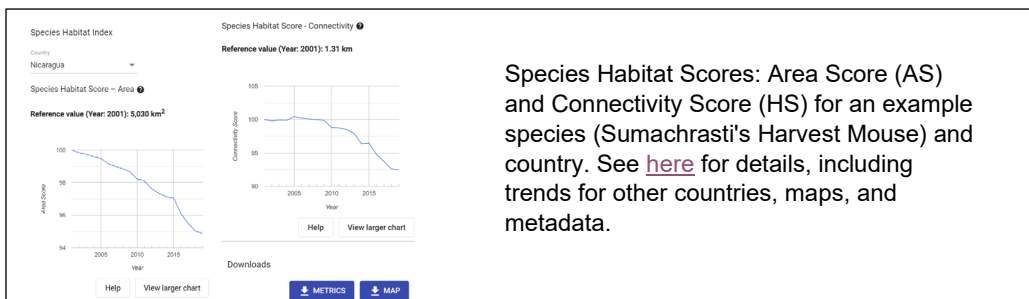 Species Habitat Index
Country
Nicaragua
Species Habitat Score – Area
Reference value (Year: 2001): 5,030 km²
100
98
96
94
Area Score
2005
2010
2015
Year
Help
View larger chart
Species Habitat Score - Connectivity
Reference value (Year: 2001): 1.31 km
105
100
95
90
Connectivity Score
2005
2010
2015
Year
Help
View larger chart
Downloads
METRICS
MAP
Species Habitat Scores: Area Score (AS)
and Connectivity Score (HS) for an example
species (Sumachrasti's Harvest Mouse) and
country. See here for details, including
trends for other countries, maps, and
metadata.